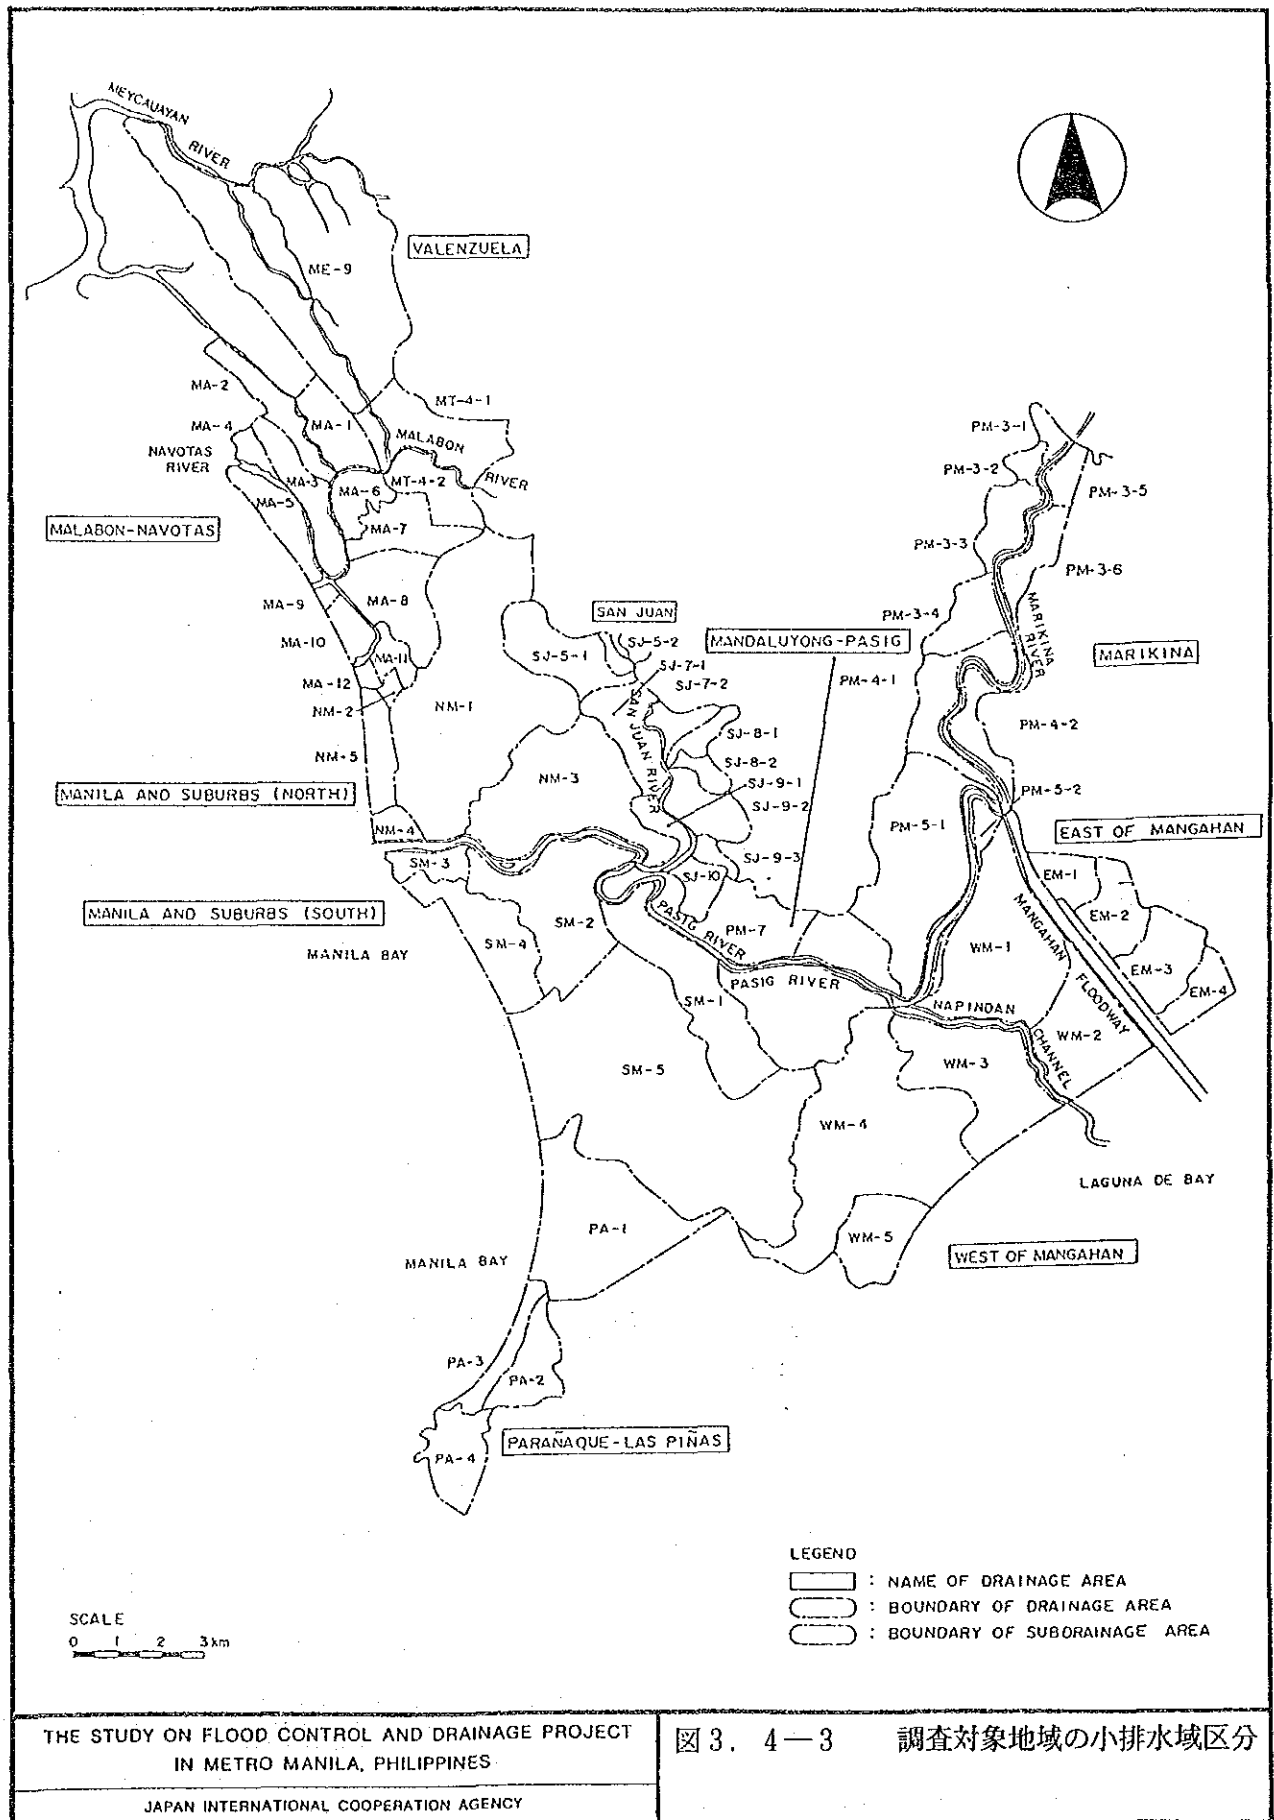 MEYCAUAYAN
RIVER
VALENZUELA
ME-9
MA-2
MT-4-1
MA-4
MA-1
MALABON
RIVER
NAVOTAS
RIVER
MA-3
MA-6
MT-4-2
MA-5
MA-7
MALABON-NAVOTAS
MA-9
MA-8
MA-10
MA-11
MA-12
NM-2
NM-1
NM-5
SAN JUAN
SJ-5-2
SJ-5-1
SJ-7-1
SJ-7-2
SAN JUAN RIVER
SJ-8-1
SJ-8-2
SJ-9-1
SJ-9-2
SJ-9-3
SJ-10
MANDALUYONG-PASIG
PM-3-1
PM-3-2
PM-3-5
PM-3-3
PM-3-6
PM-3-4
MARIKINA
RIVER
MARIKINA
PM-4-1
PM-4-2
PM-5-2
PM-5-1
EAST OF MANGAHAN
NM-3
MANILA AND SUBURBS (NORTH)
NM-4
SM-3
MANILA AND SUBURBS (SOUTH)
SM-2
SM-4
MANILA BAY
PASIG RIVER
PM-7
PASIG RIVER
SM-1
EM-1
EM-2
EM-3
EM-4
MANGAHAN
FLOODWAY
WM-1
NAPINDAN
CHANNEL
WM-2
WM-3
SM-5
WM-4
LAGUNA DE BAY
PA-1
WM-5
WEST OF MANGAHAN
MANILA BAY
PA-3
PA-2
PARAÑAQUE-LAS PIÑAS
PA-4
LEGEND
: NAME OF DRAINAGE AREA
: BOUNDARY OF DRAINAGE AREA
: BOUNDARY OF SUBDRAINAGE AREA
SCALE
0 1 2 3 km
THE STUDY ON FLOOD CONTROL AND DRAINAGE PROJECT
IN METRO MANILA, PHILIPPINES
JAPAN INTERNATIONAL COOPERATION AGENCY
図3. 4－3 調査対象地域の小排水域区分